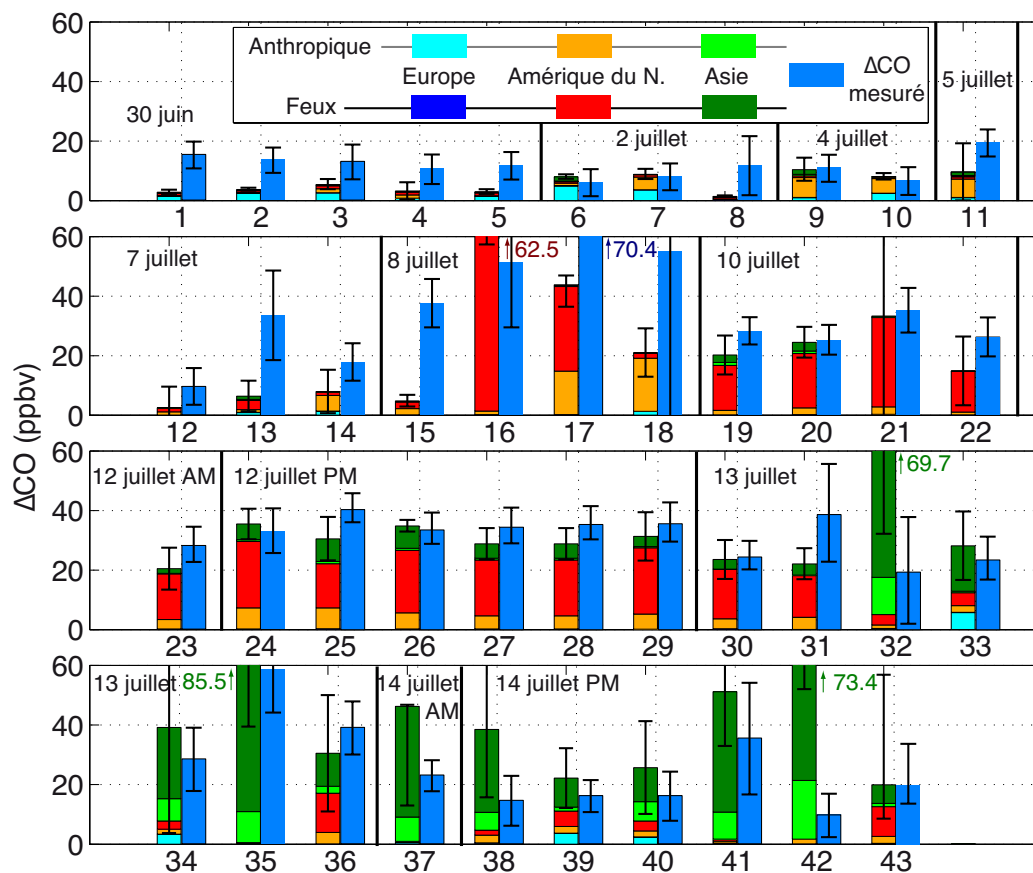 60
Anthropique
Europe Amérique du N. Asie
ΔCO
mesuré
Feux
40
20
0
30 juin
2 juillet
4 juillet
5 juillet
1 2 3 4 5 6 7 8 9 10 11
60
40
20
0
7 juillet
8 juillet
62.5
70.4
10 juillet
12 13 14 15 16 17 18 19 20 21 22
ΔCO (ppbv)
60
40
20
0
12 juillet AM
12 juillet PM
13 juillet
69.7
23 24 25 26 27 28 29 30 31 32 33
60
40
20
0
13 juillet
85.5
14 juillet
AM
14 juillet PM
73.4
34 35 36 37 38 39 40 41 42 43